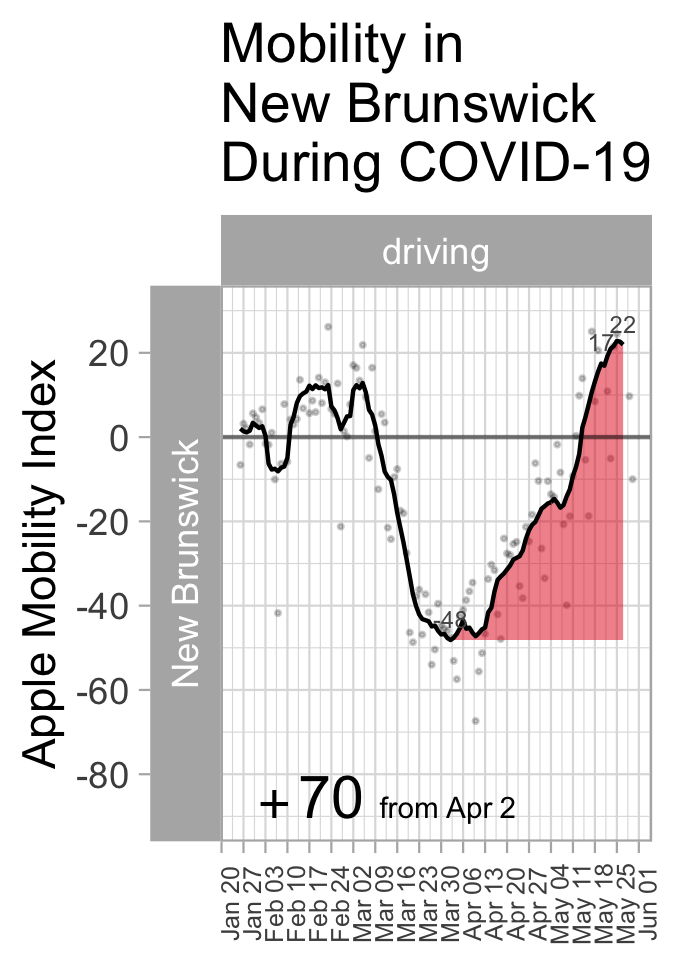 Mobility in
New Brunswick
During COVID-19
driving
Apple Mobility Index
New Brunswick
20
0
-20
-40
-60
-80
17
22
-48
+70 from Apr 2
Jan 20
Jan 27
Feb 03
Feb 10
Feb 17
Feb 24
Mar 02
Mar 09
Mar 16
Mar 23
Mar 30
Apr 06
Apr 13
Apr 20
Apr 27
May 04
May 11
May 18
May 25
Jun 01